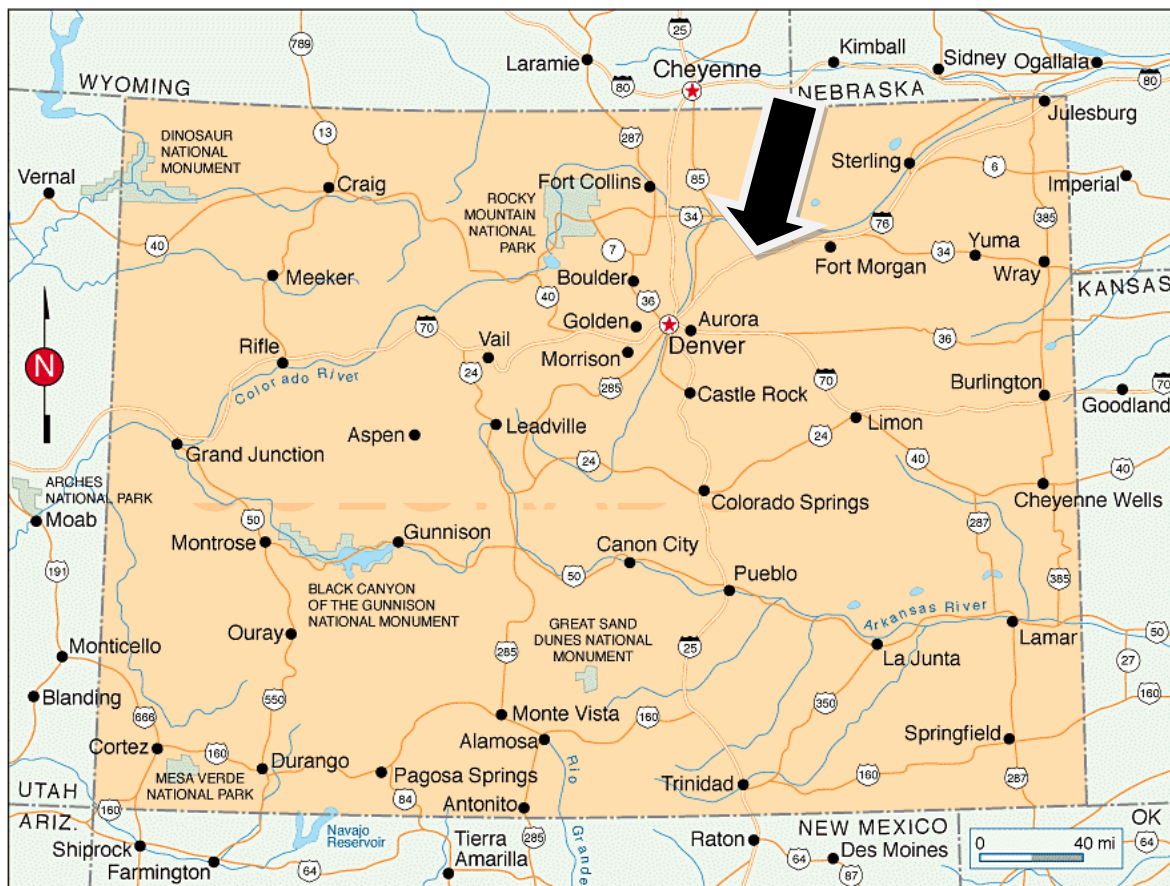 25
789
Kimball
Sidney
Ogallala
Laramie
Cheyenne
80
80
WYOMING
NEBRASKA
Julesburg
13
287
DINOSAUR
NATIONAL
MONUMENT
Sterling
6
Vernal
Craig
Fort Collins
85
Imperial
ROCKY
MOUNTAIN
NATIONAL
PARK
34
76
385
40
7
34
Yuma
Fort Morgan
Wray
Meeker
Boulder
KANSAS
40
36
Golden
Aurora
70
Vail
Denver
36
N
Rifle
Morrison
24
Colorado River
285
Castle Rock
70
Burlington
70
Goodland
Leadville
Limon
Aspen
24
Grand Junction
24
40
40
ARCHES
NATIONAL PARK
Moab
Colorado Springs
Cheyenne Wells
50
287
Montrose
Gunnison
Canon City
191
50
Pueblo
385
BLACK CANYON
OF THE GUNNISON
NATIONAL MONUMENT
Arkansas River
GREAT SAND
DUNES NATIONAL
MONUMENT
Lamar
50
Ouray
25
La Junta
Monticello
285
27
Blanding
550
350
160
666
Monte Vista
160
Cortez
160
Alamosa
Springfield
Durango
MESA VERDE
NATIONAL PARK
Pagosa Springs
Rio Grande
160
287
Trinidad
UTAH
160
84
Antonito
ARIZ.
OK
Navajo
Reservoir
285
Raton
NEW MEXICO
0 40 mi
64
Shiprock
Tierra
Amarilla
64
Des Moines
Farmington
64
87